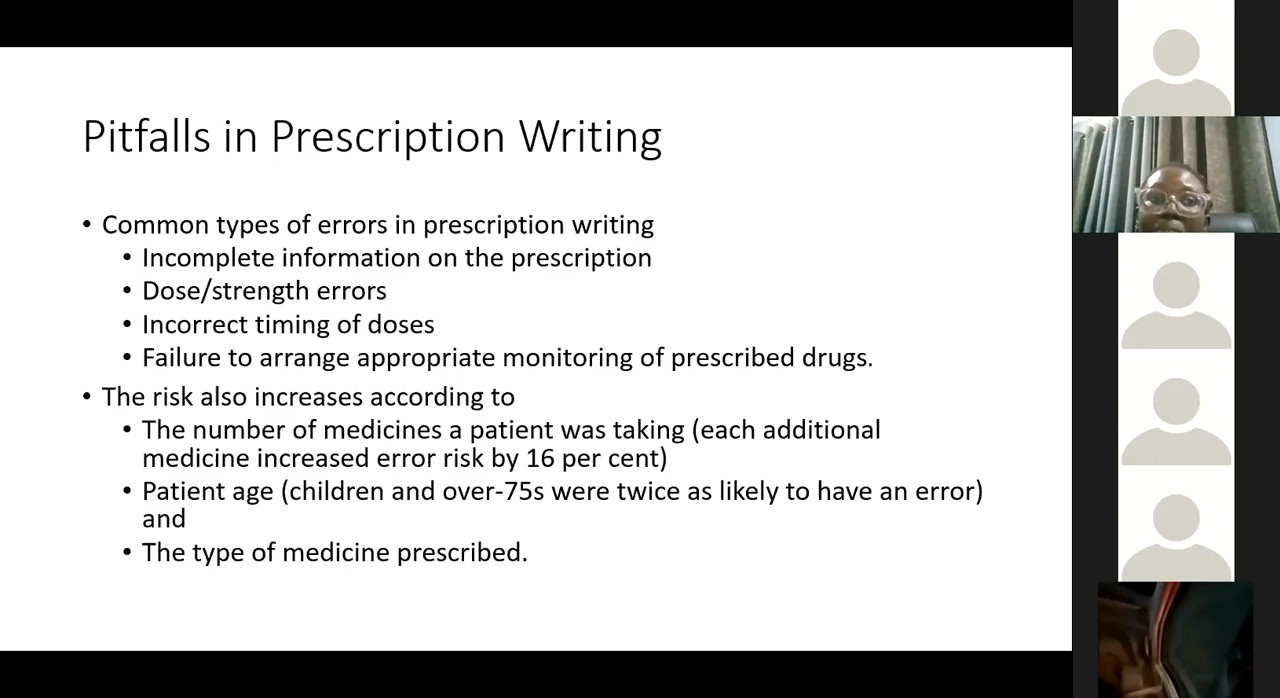 Pitfalls in Prescription Writing
• Common types of errors in prescription writing
• Incomplete information on the prescription
• Dose/strength errors
• Incorrect timing of doses
• Failure to arrange appropriate monitoring of prescribed drugs.
• The risk also increases according to
• The number of medicines a patient was taking (each additional
medicine increased error risk by 16 per cent)
• Patient age (children and over-75s were twice as likely to have an error)
and
• The type of medicine prescribed.